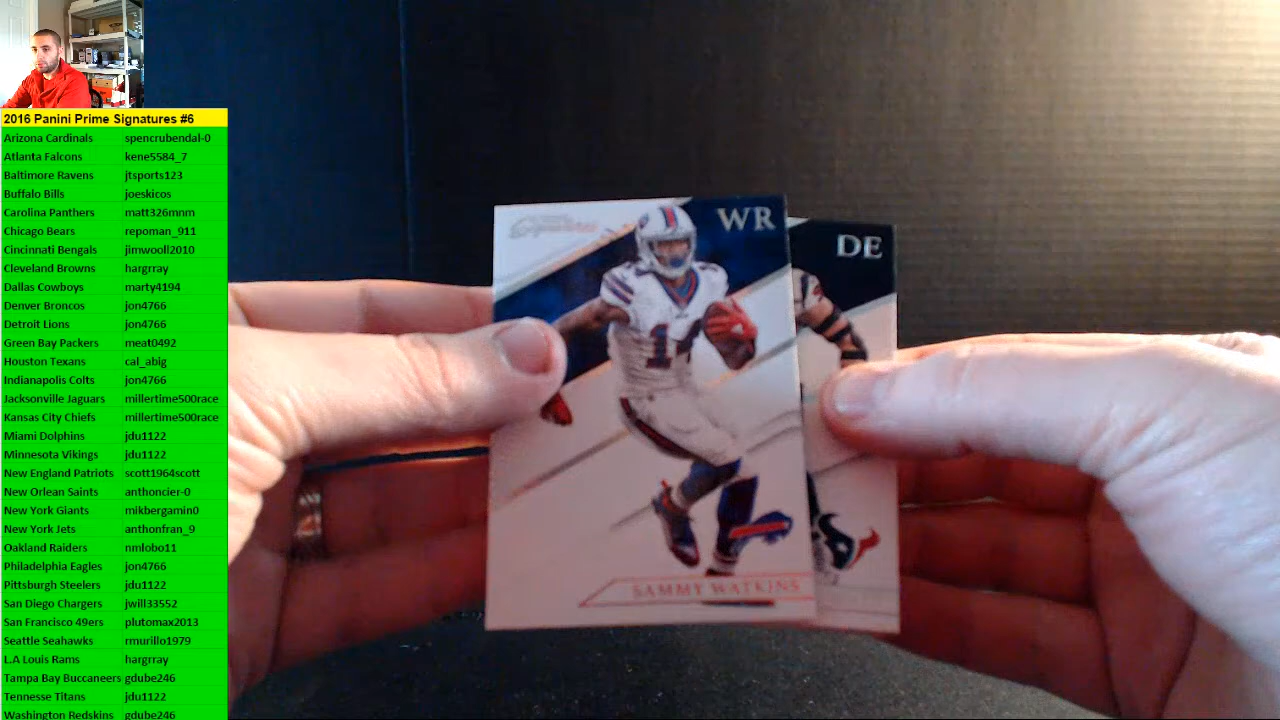 2016 Panini Prime Signatures #6
Arizona Cardinals spencrubendal-0
Atlanta Falcons kene5584_7
Baltimore Ravens jtsports123
Buffalo Bills joeskicos
Carolina Panthers matt326mnm
Chicago Bears repoman_911
Cincinnati Bengals jimwooll2010
Cleveland Browns hargrray
Dallas Cowboys marty4194
Denver Broncos jon4766
Detroit Lions jon4766
Green Bay Packers meat0492
Houston Texans cal_abig
Indianapolis Colts jon4766
Jacksonville Jaguars millertime500race
Kansas City Chiefs millertime500race
Miami Dolphins jdu1122
Minnesota Vikings jdu1122
New England Patriots scott1964scott
New Orlean Saints anthoncier-0
New York Giants mikbergamin0
New York Jets anthonfran_9
Oakland Raiders nmlobo11
Philadelphia Eagles jon4766
Pittsburgh Steelers jdu1122
San Diego Chargers jwill33552
San Francisco 49ers plutomax2013
Seattle Seahawks rmurillo1979
L.A Louis Rams hargrray
Tampa Bay Buccaneers gdube246
Tennesse Titans jdu1122
Washington Redskins gdube246
Signatures
WR
14
SAMMY WATKINS
DE